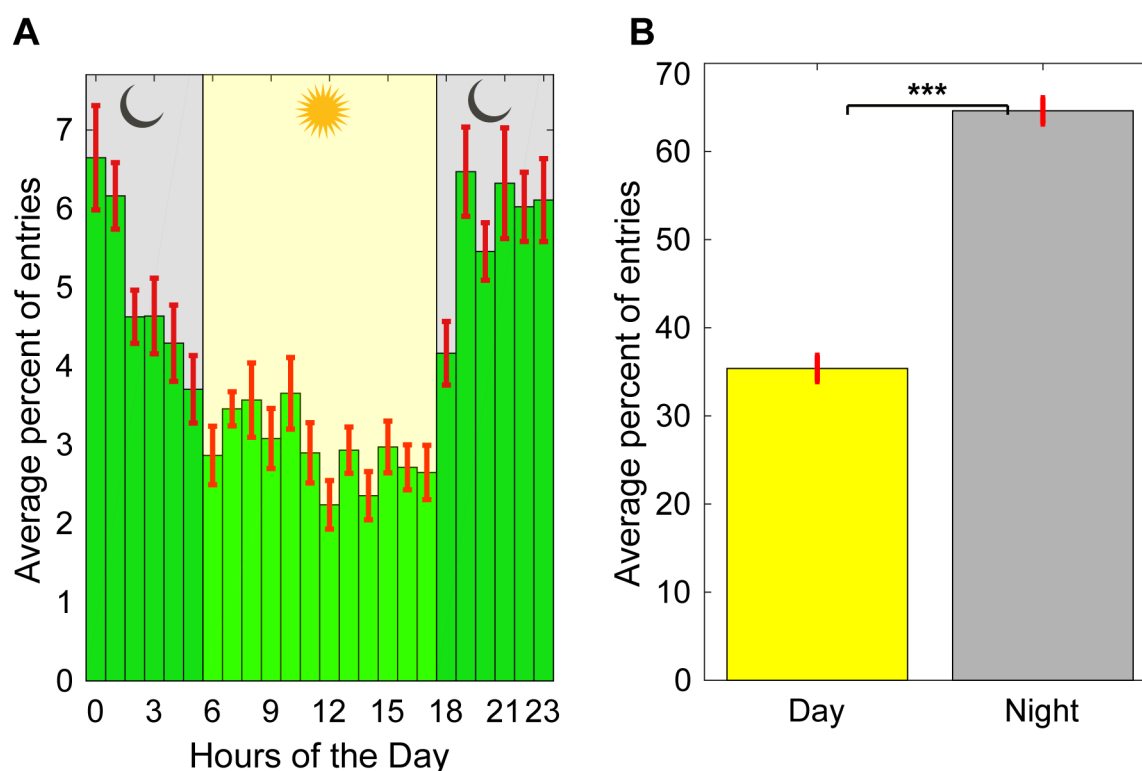 A
Average percent of entries
7
6
5
4
3
2
1
0
0 3 6 9 12 15 18 21 23
Hours of the Day
B
Average percent of entries
70
60
50
40
30
20
10
0
***
Day Night